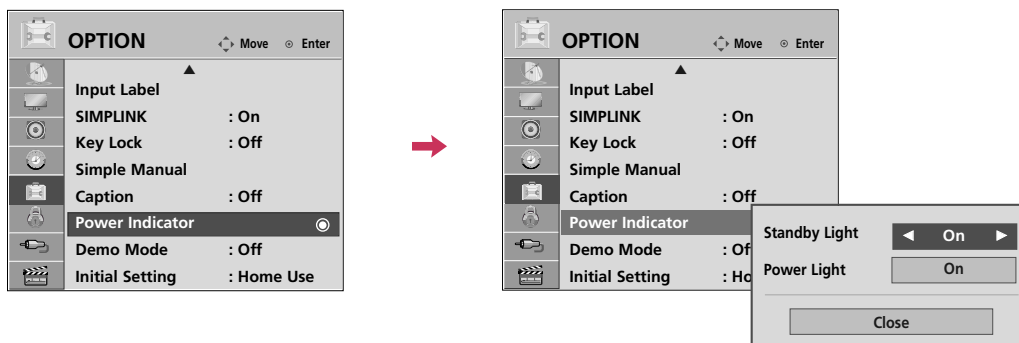 OPTION Move Enter
Input Label
SIMPLINK : On
Key Lock : Off
Simple Manual
Caption : Off
Power Indicator
Demo Mode : Off
Initial Setting : Home Use
OPTION Move Enter
Input Label
SIMPLINK : On
Key Lock : Off
Simple Manual
Caption : Off
Power Indicator
Demo Mode : Of
Initial Setting : Ho
Standby Light ◀ On ▶
Power Light On
Close